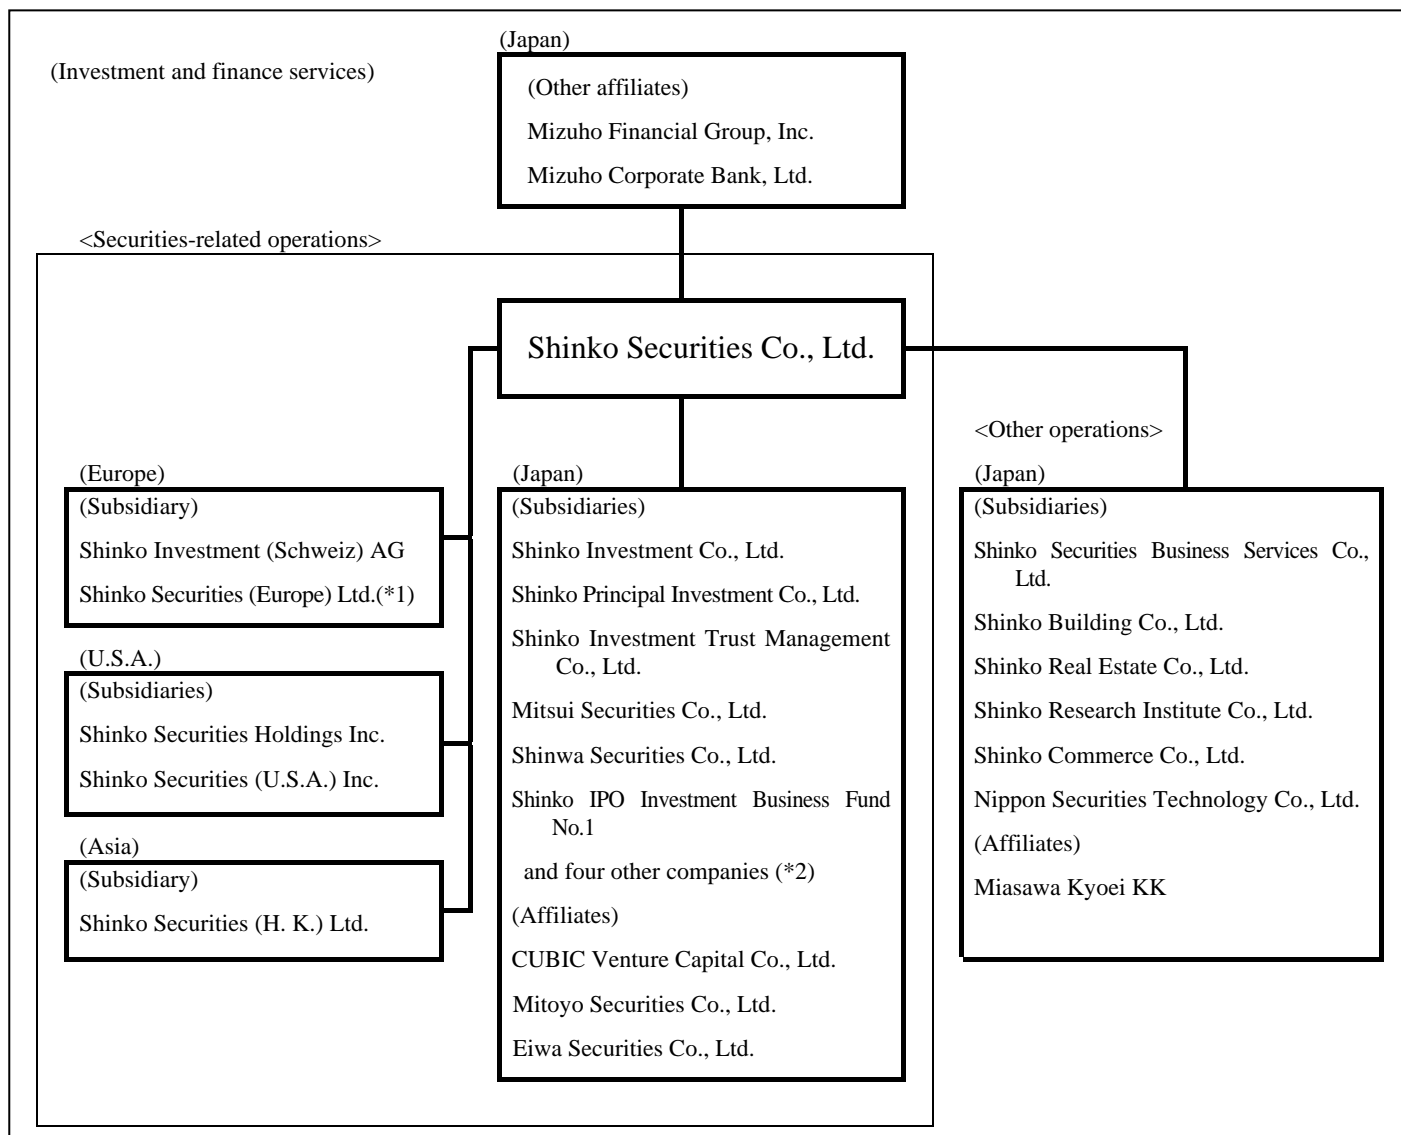 (Japan)
(Investment and finance services)
(Other affiliates)
Mizuho Financial Group, Inc.
Mizuho Corporate Bank, Ltd.
<Securities-related operations>
Shinko Securities Co., Ltd.
(Europe)
(Subsidiary)
Shinko Investment (Schweiz) AG
Shinko Securities (Europe) Ltd.(*1)
(U.S.A.)
(Subsidiaries)
Shinko Securities Holdings Inc.
Shinko Securities (U.S.A.) Inc.
(Asia)
(Subsidiary)
Shinko Securities (H. K.) Ltd.
(Japan)
(Subsidiaries)
Shinko Investment Co., Ltd.
Shinko Principal Investment Co., Ltd.
Shinko Investment Trust Management
Co., Ltd.
Mitsui Securities Co., Ltd.
Shinwa Securities Co., Ltd.
Shinko IPO Investment Business Fund
No.1
and four other companies (*2)
(Affiliates)
CUBIC Venture Capital Co., Ltd.
Mitoyo Securities Co., Ltd.
Eiwa Securities Co., Ltd.
<Other operations>
(Japan)
(Subsidiaries)
Shinko Securities Business Services Co.,
Ltd.
Shinko Building Co., Ltd.
Shinko Real Estate Co., Ltd.
Shinko Research Institute Co., Ltd.
Shinko Commerce Co., Ltd.
Nippon Securities Technology Co., Ltd.
(Affiliates)
Miasawa Kyoei KK